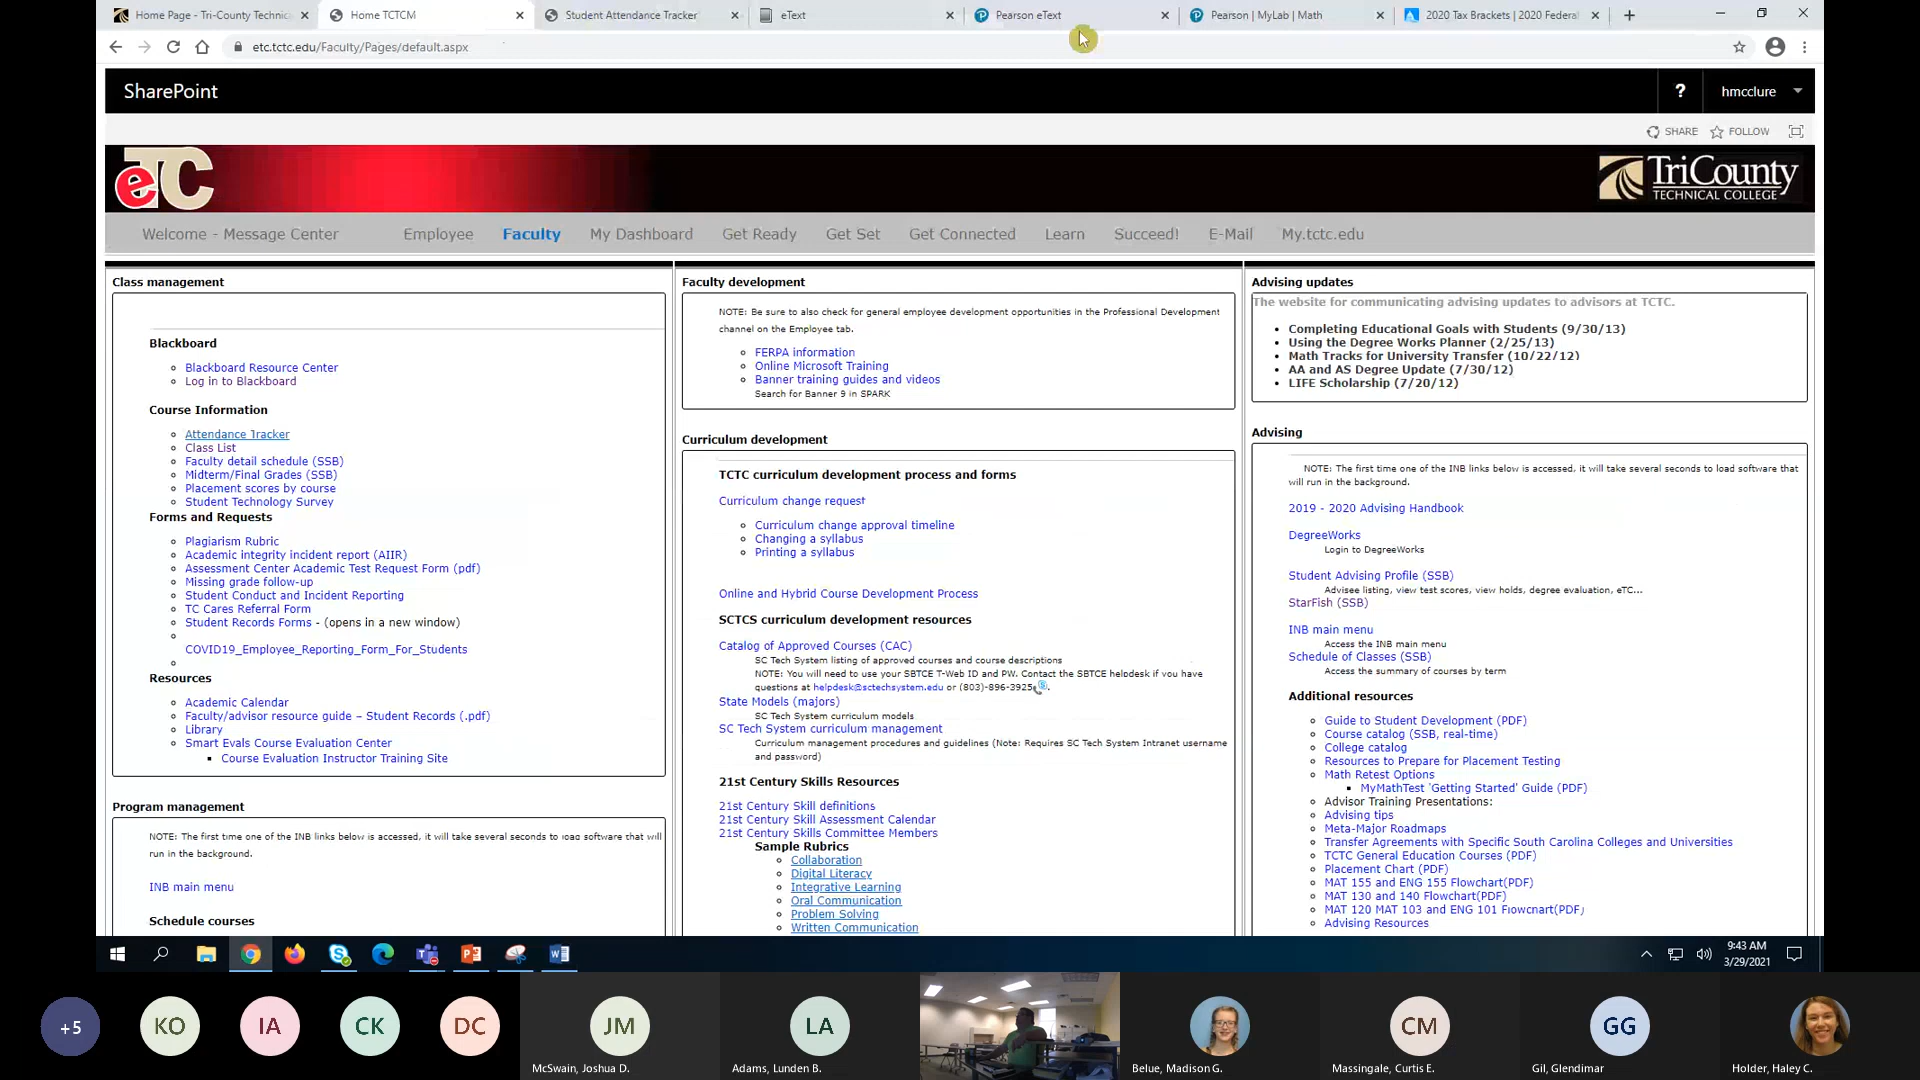 Home Page - Tri-County Technic
Home TCTCM
Student Attendance Tracker
eText
Pearson eText
Pearson | MyLab | Math
2020 Tax Brackets | 2020 Federal
etc.tctc.edu/Faculty/Pages/default.aspx
SharePoint
?
hmcclure
SHARE
FOLLOW
eTC
TriCounty
TECHNICAL COLLEGE
Welcome - Message Center
Employee
Faculty
My Dashboard
Get Ready
Get Set
Get Connected
Learn
Succeed!
E-Mail
My.tctc.edu
Class management
Blackboard
Blackboard Resource Center
Log in to Blackboard
Course Information
Attendance Tracker
Class List
Faculty detail schedule (SSB)
Midterm/Final Grades (SSB)
Placement scores by course
Student Technology Survey
Forms and Requests
Plagiarism Rubric
Academic integrity incident report (AIIR)
Assessment Center Academic Test Request Form (pdf)
Missing grade follow-up
Student Conduct and Incident Reporting
TC Cares Referral Form
Student Records Forms - (opens in a new window)
COVID19_Employee_Reporting_Form_For_Students
Resources
Academic Calendar
Faculty/advisor resource guide – Student Records (.pdf)
Library
Smart Evals Course Evaluation Center
Course Evaluation Instructor Training Site
Program management
NOTE: The first time one of the INB links below is accessed, it will take several seconds to load software that will
run in the background.
INB main menu
Schedule courses
Faculty development
NOTE: Be sure to also check for general employee development opportunities in the Professional Development
channel on the Employee tab.
FERPA information
Online Microsoft Training
Banner training guides and videos
Search for Banner 9 in SPARK
Curriculum development
TCTC curriculum development process and forms
Curriculum change request
Curriculum change approval timeline
Changing a syllabus
Printing a syllabus
Online and Hybrid Course Development Process
SCTCS curriculum development resources
Catalog of Approved Courses (CAC)
SC Tech System listing of approved courses and course descriptions
NOTE: You will need to use your SBTCE T-Web ID and PW. Contact the SBTCE helpdesk if you have
questions at helpdesk@sctechsystem.edu or (803)-896-3925.
State Models (majors)
SC Tech System curriculum models
SC Tech System curriculum management
Curriculum management procedures and guidelines (Note: Requires SC Tech System Intranet username
and password)
21st Century Skills Resources
21st Century Skill definitions
21st Century Skill Assessment Calendar
21st Century Skills Committee Members
Sample Rubrics
Collaboration
Digital Literacy
Integrative Learning
Oral Communication
Problem Solving
Written Communication
Advising updates
The website for communicating advising updates to advisors at TCTC.
Completing Educational Goals with Students (9/30/13)
Using the Degree Works Planner (2/25/13)
Math Tracks for University Transfer (10/22/12)
AA and AS Degree Update (7/30/12)
LIFE Scholarship (7/20/12)
Advising
NOTE: The first time one of the INB links below is accessed, it will take several seconds to load software that
will run in the background.
2019 - 2020 Advising Handbook
DegreeWorks
Login to DegreeWorks
Student Advising Profile (SSB)
Advisee listing, view test scores, view holds, degree evaluation, eTC...
StarFish (SSB)
INB main menu
Access the INB main menu
Schedule of Classes (SSB)
Access the summary of courses by term
Additional resources
Guide to Student Development (PDF)
Course catalog (SSB, real-time)
College catalog
Resources to Prepare for Placement Testing
Math Retest Options
MyMathTest 'Getting Started' Guide (PDF)
Advisor Training Presentations:
Advising tips
Meta-Major Roadmaps
Transfer Agreements with Specific South Carolina Colleges and Universities
TCTC General Education Courses (PDF)
Placement Chart (PDF)
MAT 155 and ENG 155 Flowchart(PDF)
MAT 130 and 140 Flowchart(PDF)
MAT 120 MAT 103 and ENG 101 Flowchart(PDF)
Advising Resources
9:43 AM
3/29/2021
+5
KO
IA
CK
DC
JM
McSwain, Joshua D.
LA
Adams, Lunden B.
Belue, Madison G.
CM
Massingale, Curtis E.
GG
Gil, Glendimar
Holder, Haley C.